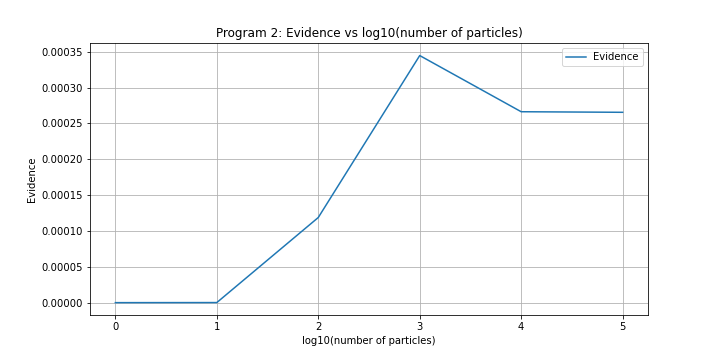 Program 2: Evidence vs log10(number of particles)
Evidence
0.00035
0.00030
0.00025
0.00020
0.00015
0.00010
0.00005
0.00000
Evidence
0 1 2 3 4 5
log10(number of particles)